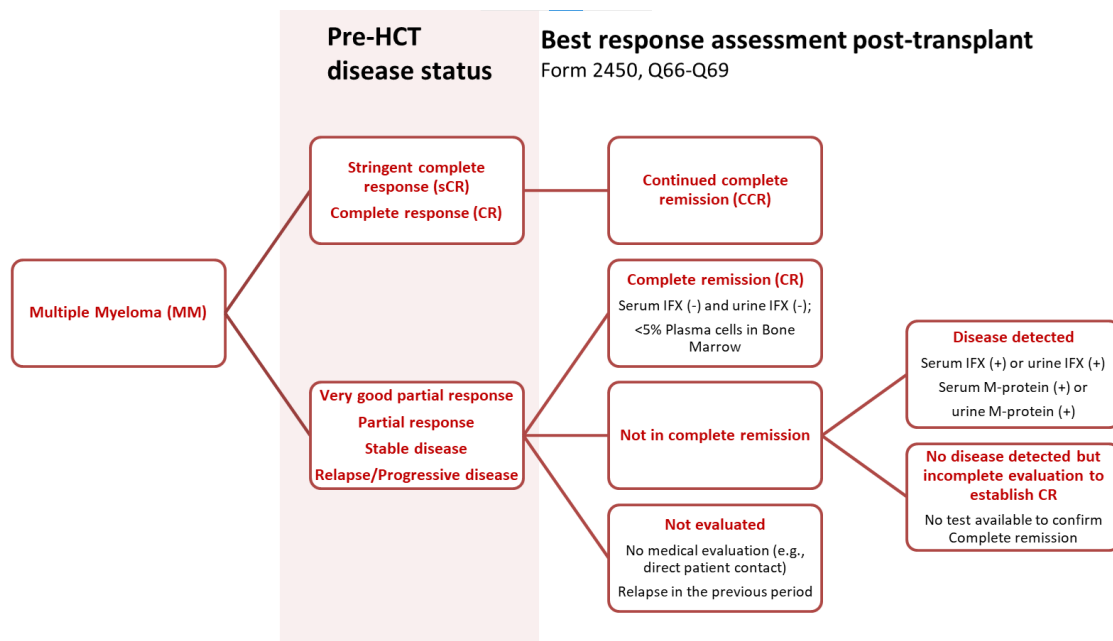 Pre-HCT
disease status
Best response assessment post-transplant
Form 2450, Q66-Q69
Multiple Myeloma (MM)
Stringent complete
response (sCR)
Complete response (CR)
Very good partial response
Partial response
Stable disease
Relapse/Progressive disease
Continued complete
remission (CCR)
Complete remission (CR)
Serum IFX (-) and urine IFX (-);
<5% Plasma cells in Bone
Marrow
Not in complete remission
Not evaluated
No medical evaluation (e.g.,
direct patient contact)
Relapse in the previous period
Disease detected
Serum IFX (+) or urine IFX (+)
Serum M-protein (+) or
urine M-protein (+)
No disease detected but
incomplete evaluation to
establish CR
No test available to confirm
Complete remission